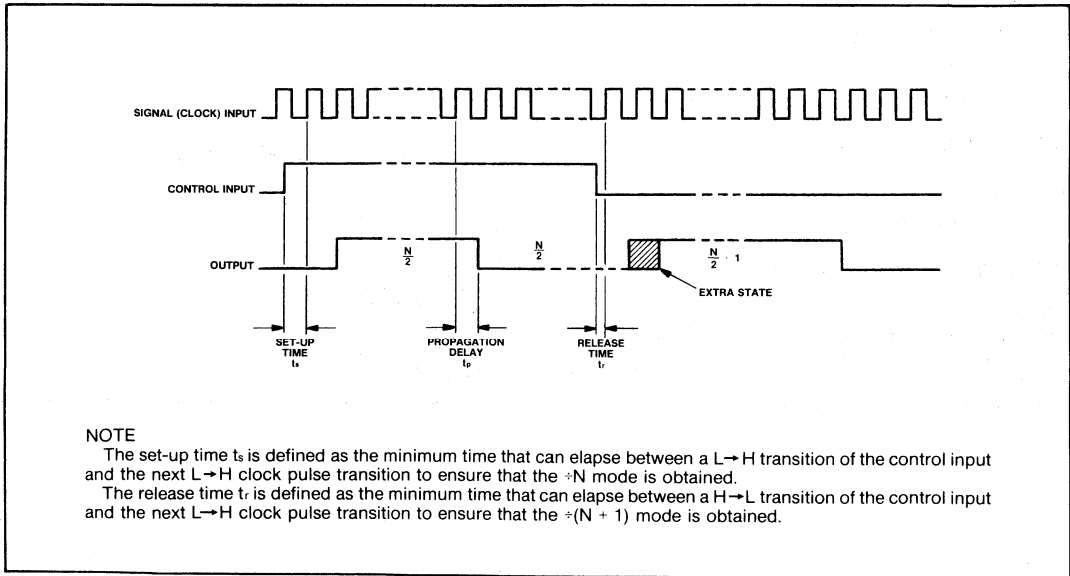 SIGNAL (CLOCK) INPUT
CONTROL INPUT
OUTPUT
N/2
N/2
N/2 · 1
EXTRA STATE
SET-UP
TIME
ts
PROPAGATION
DELAY
tp
RELEASE
TIME
tr
NOTE
The set-up time ts is defined as the minimum time that can elapse between a L→H transition of the control input
and the next L→H clock pulse transition to ensure that the ÷N mode is obtained.
The release time tr is defined as the minimum time that can elapse between a H→L transition of the control input
and the next L→H clock pulse transition to ensure that the ÷(N + 1) mode is obtained.